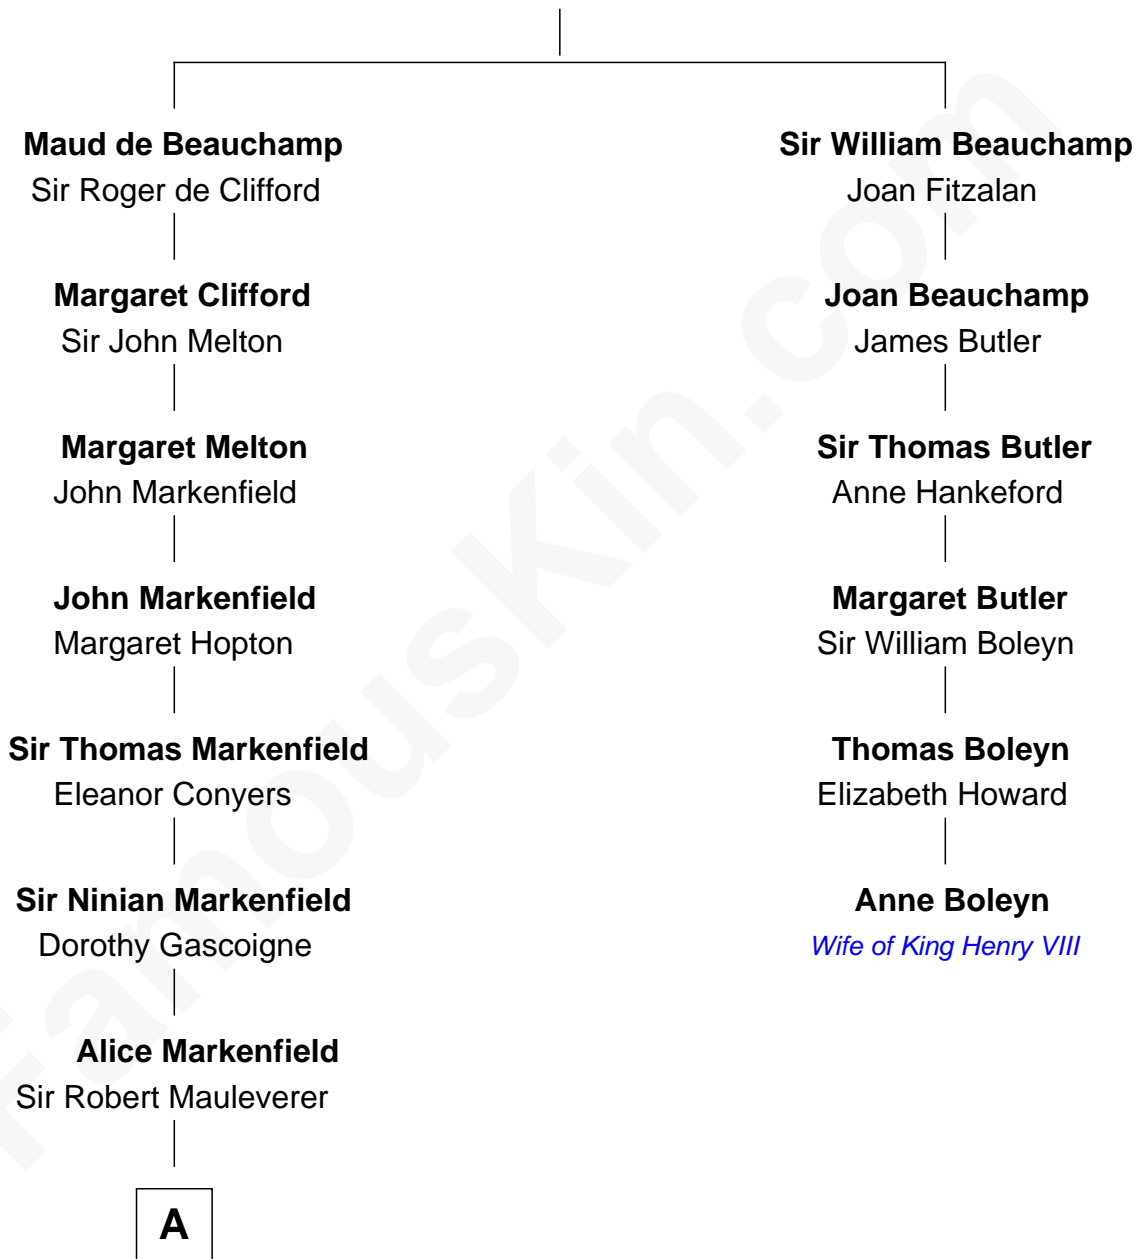 Maud de Beauchamp
Sir Roger de Clifford
Margaret Clifford
Sir John Melton
Margaret Melton
John Markenfield
John Markenfield
Margaret Hopton
Sir Thomas Markenfield
Eleanor Conyers
Sir Ninian Markenfield
Dorothy Gascoigne
Alice Markenfield
Sir Robert Mauleverer
A
Sir William Beauchamp
Joan Fitzalan
Joan Beauchamp
James Butler
Sir Thomas Butler
Anne Hankeford
Margaret Butler
Sir William Boleyn
Thomas Boleyn
Elizabeth Howard
Anne Boleyn
Wife of King Henry VIII
FamousKin.com